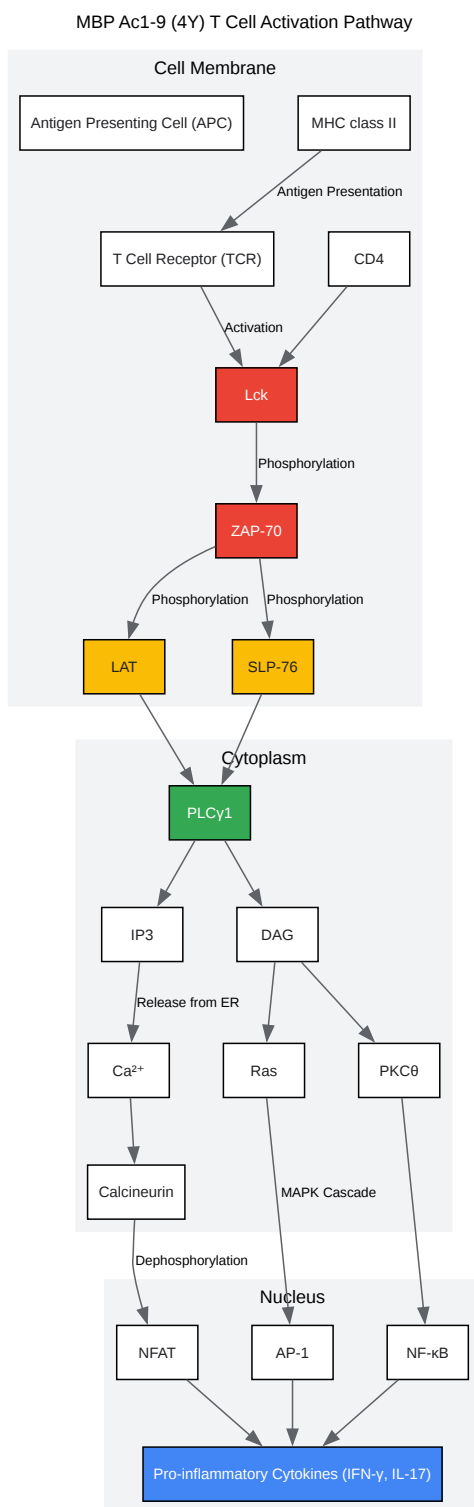 MBP Ac1-9 (4Y) T Cell Activation Pathway
Cell Membrane
Antigen Presenting Cell (APC)
MHC class II
Antigen Presentation
T Cell Receptor (TCR)
CD4
Activation
Lck
Phosphorylation
ZAP-70
Phosphorylation
Phosphorylation
LAT
SLP-76
Cytoplasm
PLCγ1
IP3
DAG
Release from ER
Ca²⁺
Ras
PKCθ
Calcineurin
MAPK Cascade
Dephosphorylation
Nucleus
NFAT
AP-1
NF-κB
Pro-inflammatory Cytokines (IFN-γ, IL-17)